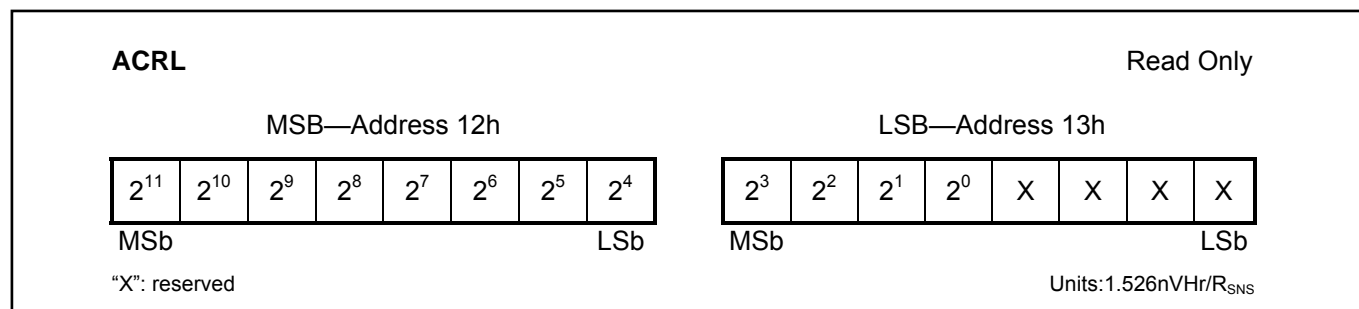 ACRL Read Only
MSB—Address 12h LSB—Address 13h
2¹¹ 2¹⁰ 2⁹ 2⁸ 2⁷ 2⁶ 2⁵ 2⁴ 2³ 2² 2¹ 2⁰ X X X X
MSb LSb MSb LSb
“X”: reserved Units:1.526nVHr/R_SNS